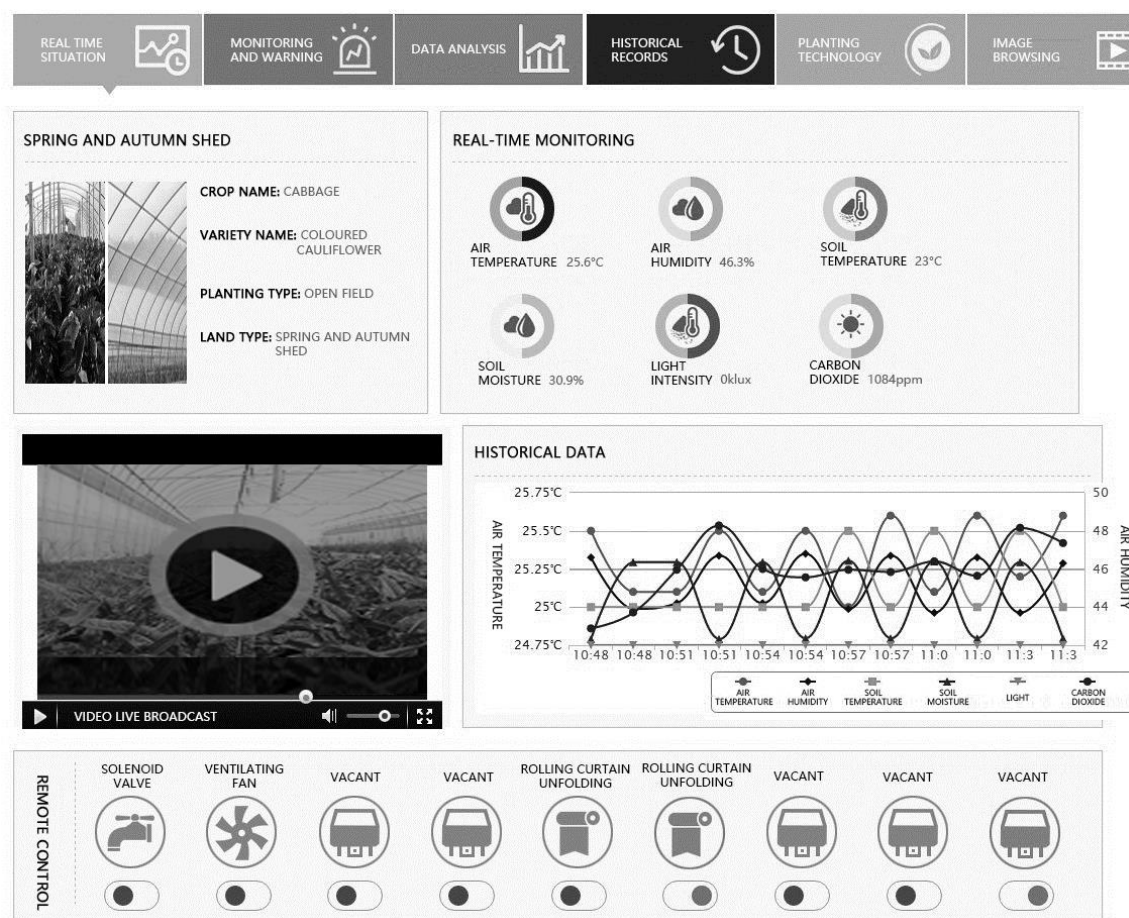 REAL TIME
SITUATION
MONITORING
AND WARNING
DATA ANALYSIS
HISTORICAL
RECORDS
PLANTING
TECHNOLOGY
IMAGE
BROWSING
SPRING AND AUTUMN SHED
CROP NAME: CABBAGE
VARIETY NAME: COLOURED
CAULIFLOWER
PLANTING TYPE: OPEN FIELD
LAND TYPE: SPRING AND AUTUMN
SHED
REAL-TIME MONITORING
AIR
TEMPERATURE 25.6°C
AIR
HUMIDITY 46.3%
SOIL
TEMPERATURE 23°C
SOIL
MOISTURE 30.9%
LIGHT
INTENSITY 0klux
CARBON
DIOXIDE 1084ppm
VIDEO LIVE BROADCAST
HISTORICAL DATA
AIR TEMPERATURE
25.75℃
25.5℃
25.25℃
25℃
24.75℃
50
48
46
44
42
AIR HUMIDITY
10:48 10:48 10:51 10:51 10:54 10:54 10:57 10:57 11:0 11:0 11:3 11:3
AIR
TEMPERATURE
AIR
HUMIDITY
SOIL
TEMPERATURE
SOIL
MOISTURE
LIGHT
CARBON
DIOXIDE
REMOTE CONTROL
SOLENOID
VALVE
VENTILATING
FAN
VACANT
VACANT
ROLLING CURTAIN
UNFOLDING
ROLLING CURTAIN
UNFOLDING
VACANT
VACANT
VACANT